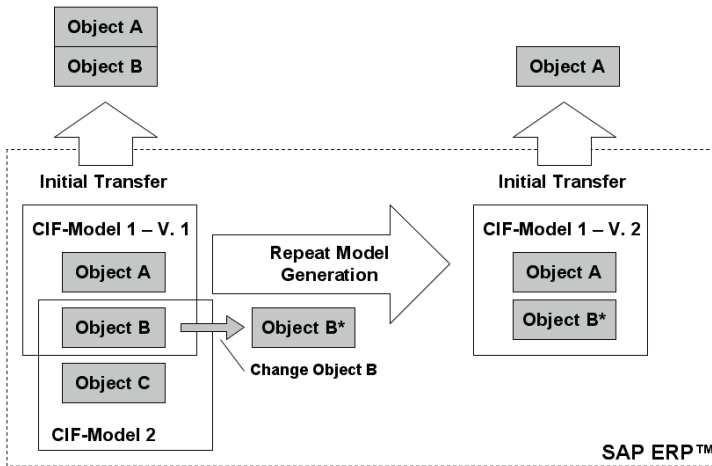 Object A
Object B
Object A
Initial Transfer
Initial Transfer
CIF-Model 1 – V. 1
Object A
Object B
Object C
CIF-Model 2
Repeat Model
Generation
Object B*
Change Object B
CIF-Model 1 – V. 2
Object A
Object B*
SAP ERP™